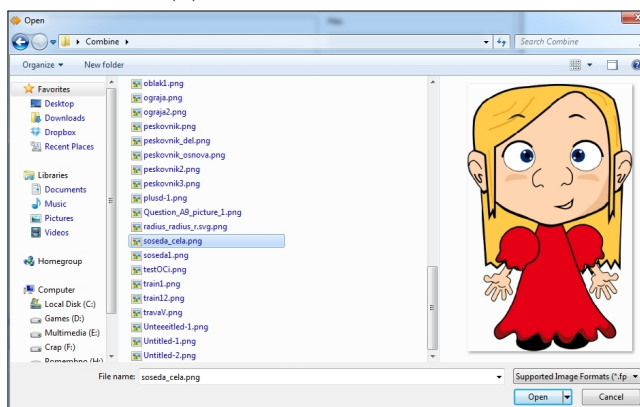 Open
Combine
Search Combine
Organize
New folder
Favorites
Desktop
Downloads
Dropbox
Recent Places
Libraries
Documents
Music
Pictures
Videos
Homegroup
Computer
Local Disk (C:)
Games (D:)
Multimedia (E:)
Crap (F:)
oblak1.png
ograja.png
ograja2.png
peskovnik.png
peskovnik_del.png
peskovnik_osnova.png
peskovnik2.png
peskovnik3.png
plusd-1.png
Question_A9_picture_1.png
radius_radius_r.svg.png
soseda_cela.png
soseda1.png
testOCi.png
train1.png
train12.png
travaV.png
Unteeeitled-1.png
Untitled-1.png
Untitled-2.png
File name: soseda_cela.png
Supported Image Formats (*.fp
Open
Cancel